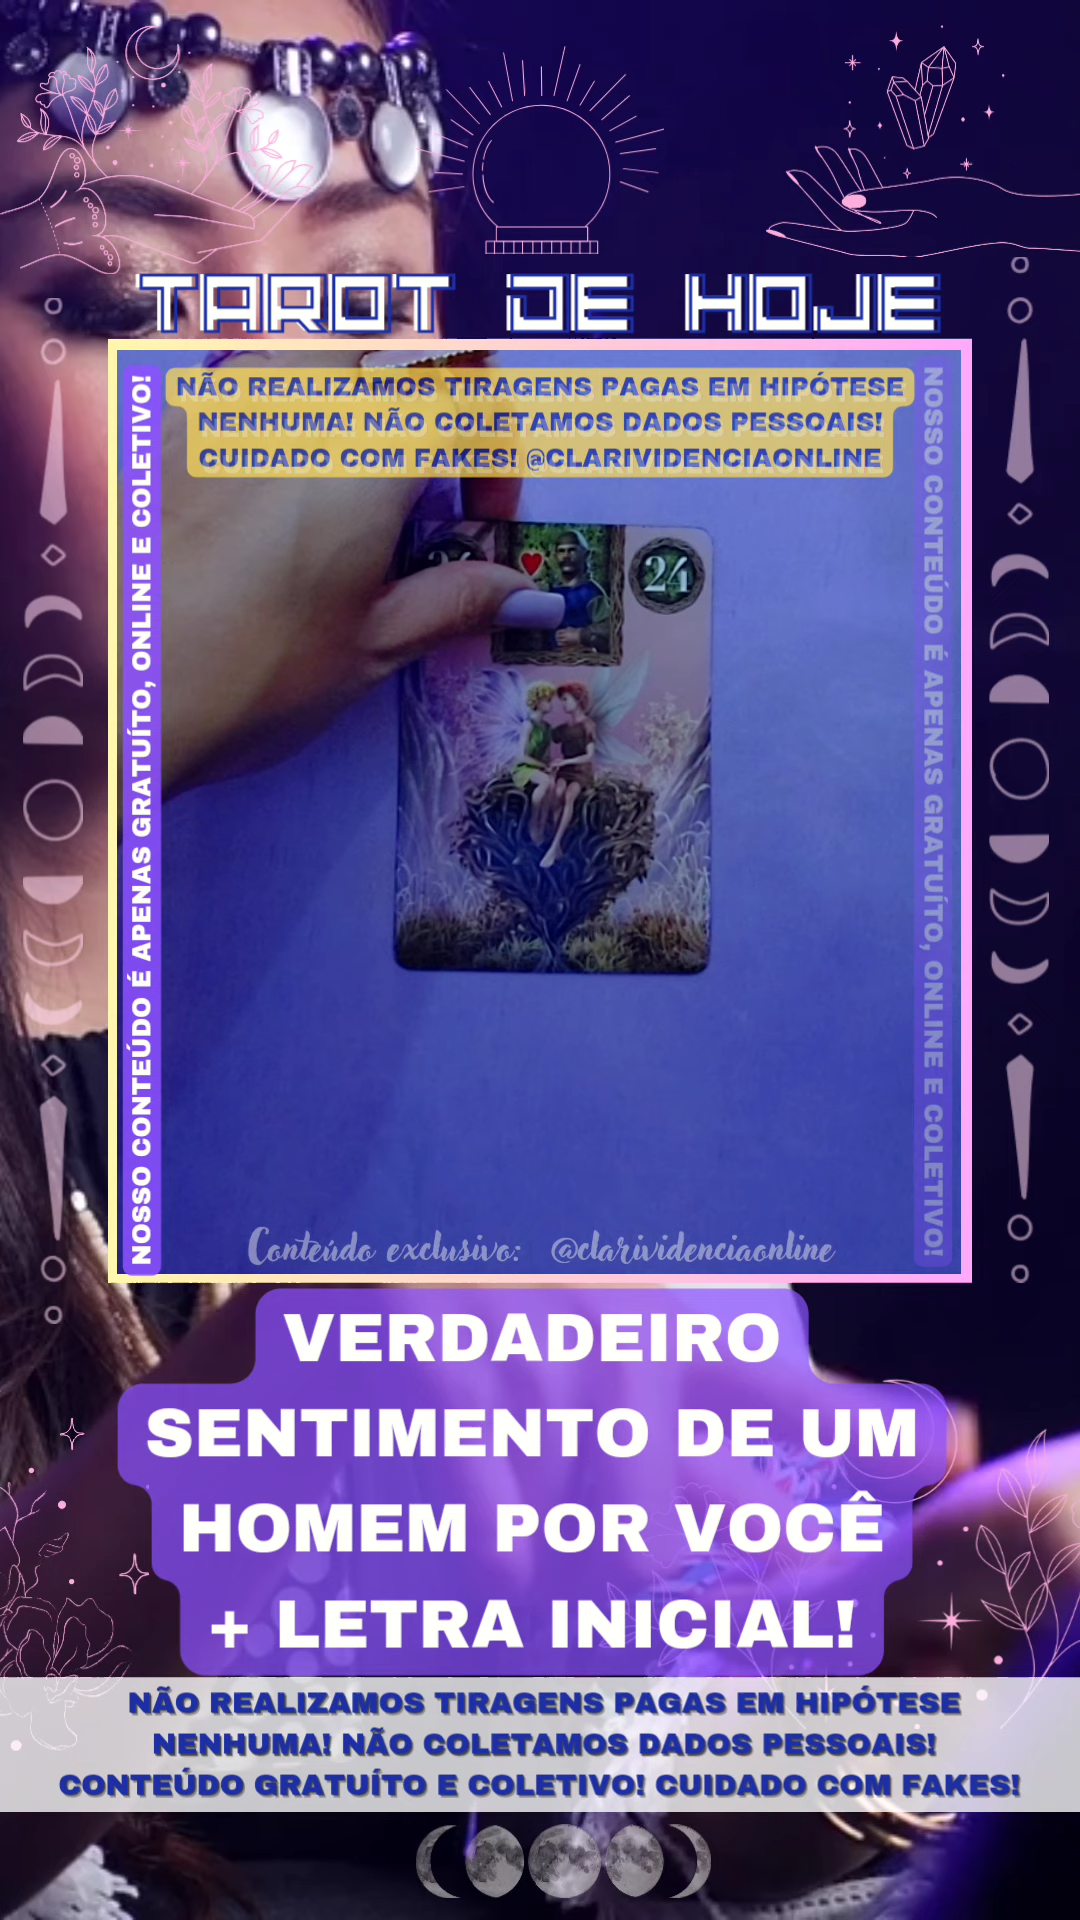 TAROT DE HOJE
NÃO REALIZAMOS TIRAGENS PAGAS EM HIPÓTESE
NENHUMA! NÃO COLETAMOS DADOS PESSOAIS!
CUIDADO COM FAKES! @CLARIVIDENCIAONLINE
NOSSO CONTEÚDO É APENAS GRATUÍTO, ONLINE E COLETIVO!
NOSSO CONTEÚDO É APENAS GRATUÍTO, ONLINE E COLETIVO!
24
24
Conteúdo exclusivo: @clarividenciaonline
VERDADEIRO
SENTIMENTO DE UM
HOMEM POR VOCÊ
+ LETRA INICIAL!
NÃO REALIZAMOS TIRAGENS PAGAS EM HIPÓTESE
NENHUMA! NÃO COLETAMOS DADOS PESSOAIS!
CONTEÚDO GRATUÍTO E COLETIVO! CUIDADO COM FAKES!